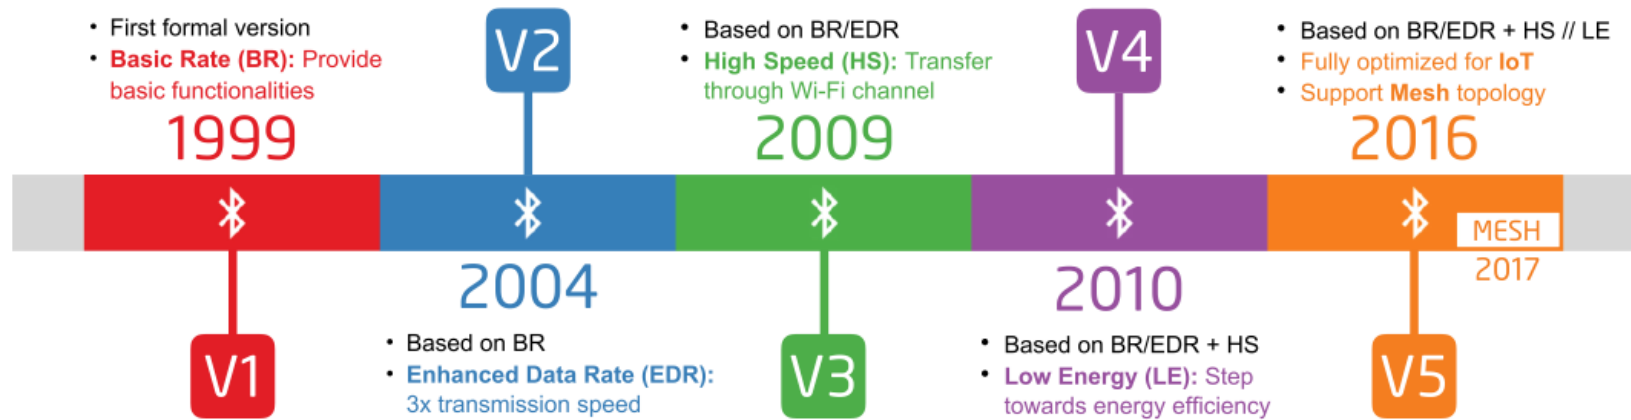 • First formal version
• Basic Rate (BR): Provide
basic functionalities
1999
V1
V2
2004
• Based on BR
• Enhanced Data Rate (EDR):
3x transmission speed
• Based on BR/EDR
• High Speed (HS): Transfer
through Wi-Fi channel
2009
V3
V4
2010
• Based on BR/EDR + HS
• Low Energy (LE): Step
towards energy efficiency
• Based on BR/EDR + HS // LE
• Fully optimized for IoT
• Support Mesh topology
2016
MESH
2017
V5